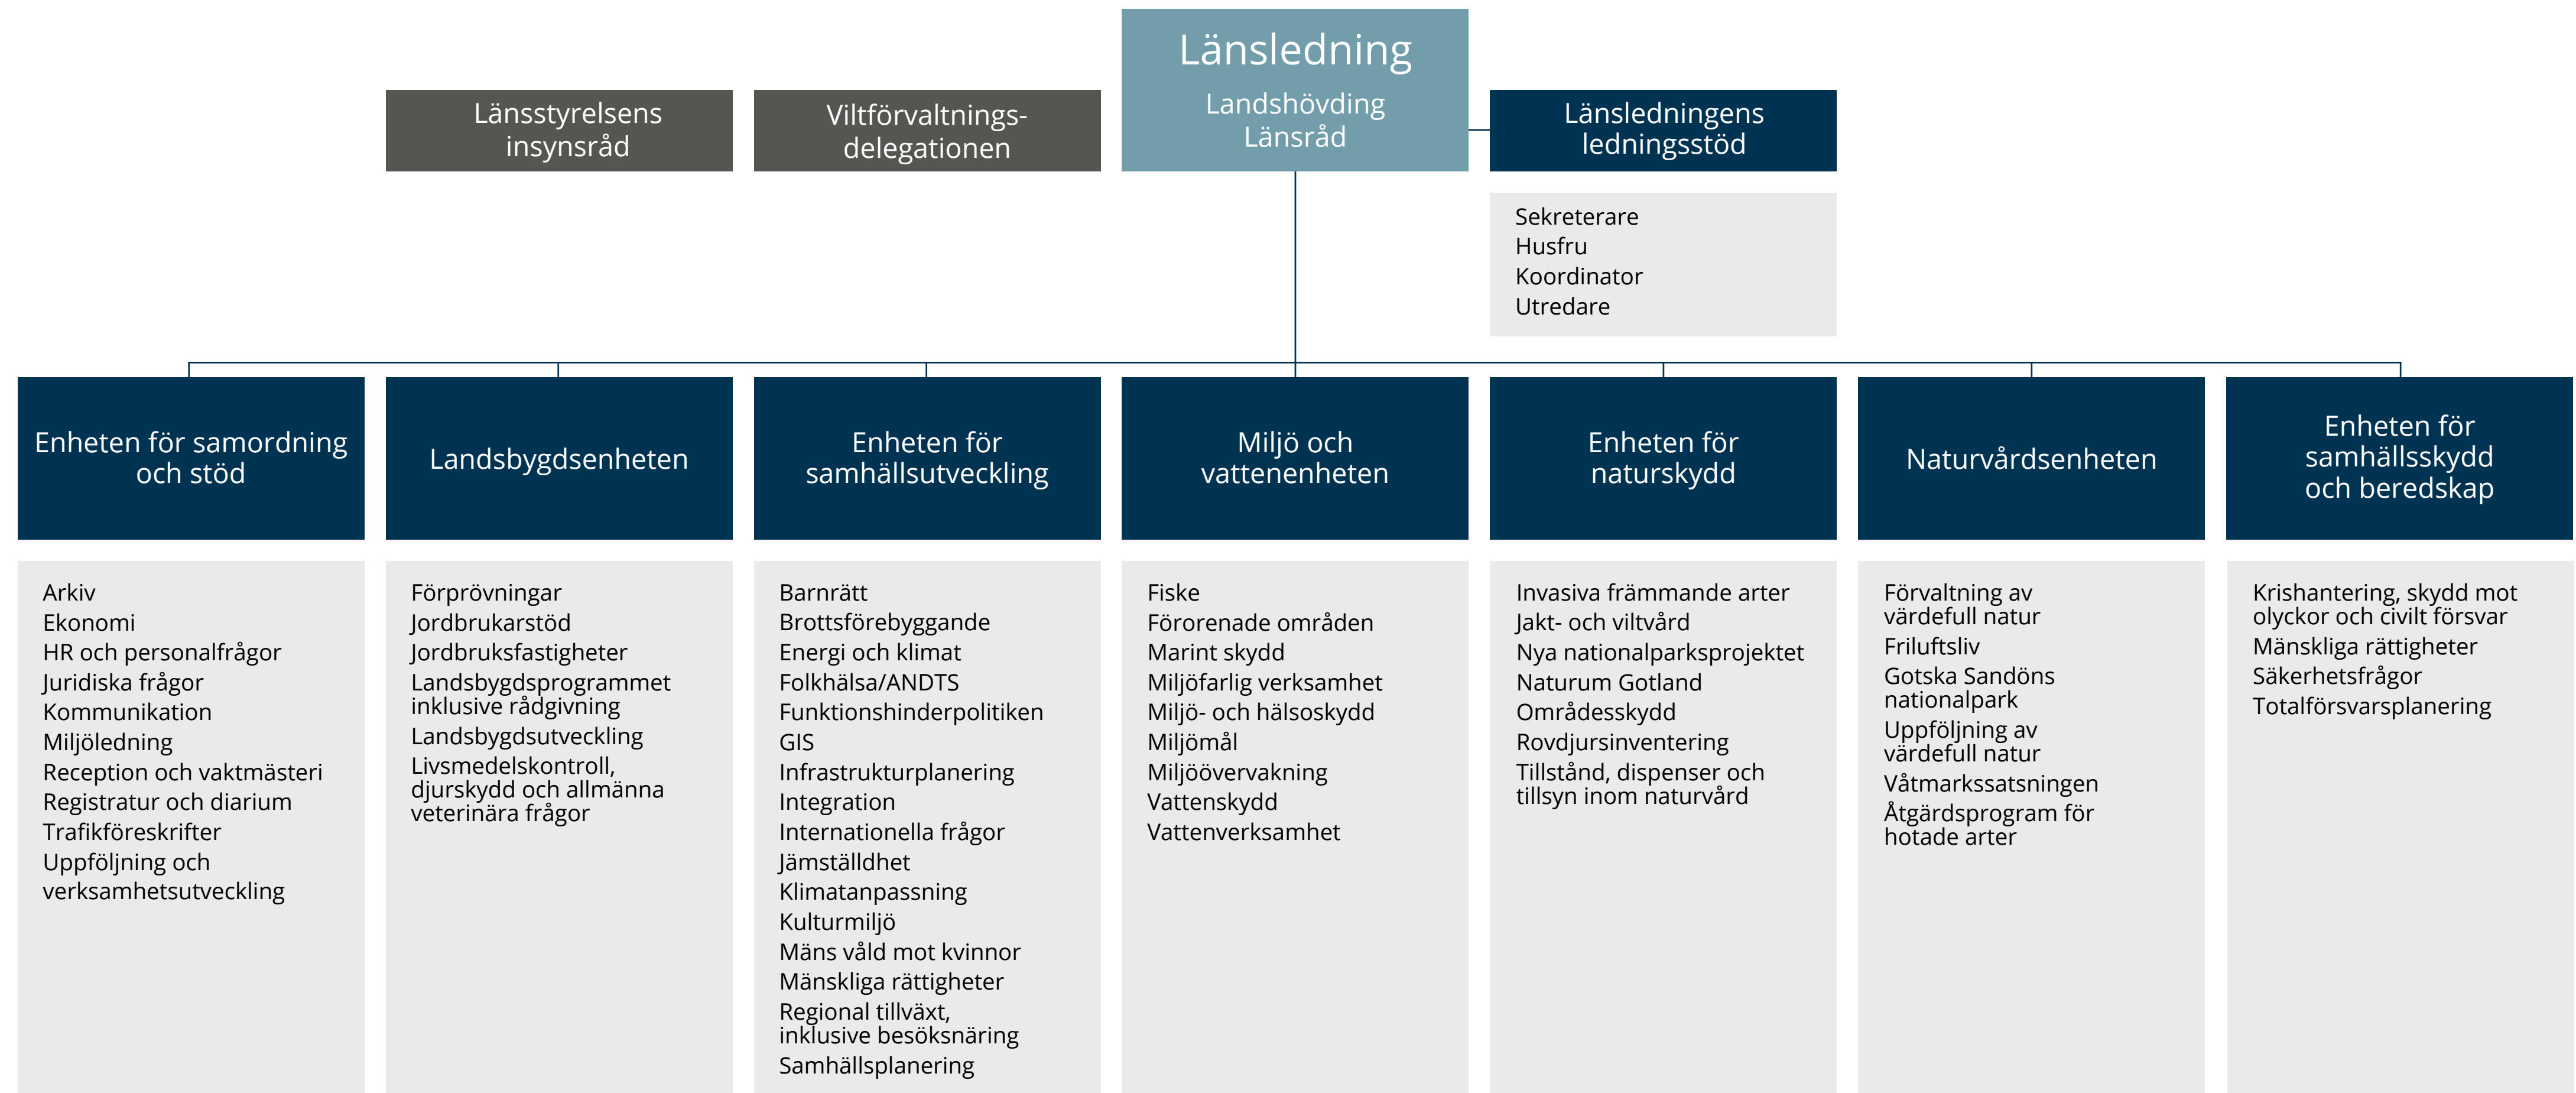 Länsledning
Landshövding
Länsråd
Länsstyrelsens
insynsråd
Viltförvaltnings-
delegationen
Länsledningens
ledningsstöd
Sekreterare
Husfru
Koordinator
Utredare
Enheten för samordning
och stöd
Arkiv
Ekonomi
HR och personalfrågor
Juridiska frågor
Kommunikation
Miljöledning
Reception och vaktmästeri
Registratur och diarium
Trafikföreskrifter
Uppföljning och
verksamhetsutveckling
Landsbygdsenheten
Förprövningar
Jordbrukarstöd
Jordbruksfastigheter
Landsbygdsprogrammet
inklusive rådgivning
Landsbygdsutveckling
Livsmedelskontroll,
djurskydd och allmänna
veterinära frågor
Enheten för
samhällsutveckling
Barnrätt
Brottsförebyggande
Energi och klimat
Folkhälsa/ANDTS
Funktionshinderpolitiken
GIS
Infrastrukturplanering
Integration
Internationella frågor
Jämställdhet
Klimatanpassning
Kulturmiljö
Mäns våld mot kvinnor
Mänskliga rättigheter
Regional tillväxt,
inklusive besöksnäring
Samhällsplanering
Miljö och
vattenenheten
Fiske
Förorenade områden
Marint skydd
Miljöfarlig verksamhet
Miljö- och hälsoskydd
Miljömål
Miljöövervakning
Vattenskydd
Vattenverksamhet
Enheten för
naturskydd
Invasiva främmande arter
Jakt- och viltvård
Nya nationalparksprojektet
Naturum Gotland
Områdesskydd
Rovdjursinventering
Tillstånd, dispenser och
tillsyn inom naturvård
Naturvårdsenheten
Förvaltning av
värdefull natur
Friluftsliv
Gotska Sandöns
nationalpark
Uppföljning av
värdefull natur
Våtmarkssatsningen
Åtgärdsprogram för
hotade arter
Enheten för
samhällsskydd
och beredskap
Krishantering, skydd mot
olyckor och civilt försvar
Mänskliga rättigheter
Säkerhetsfrågor
Totalförsvarsplanering